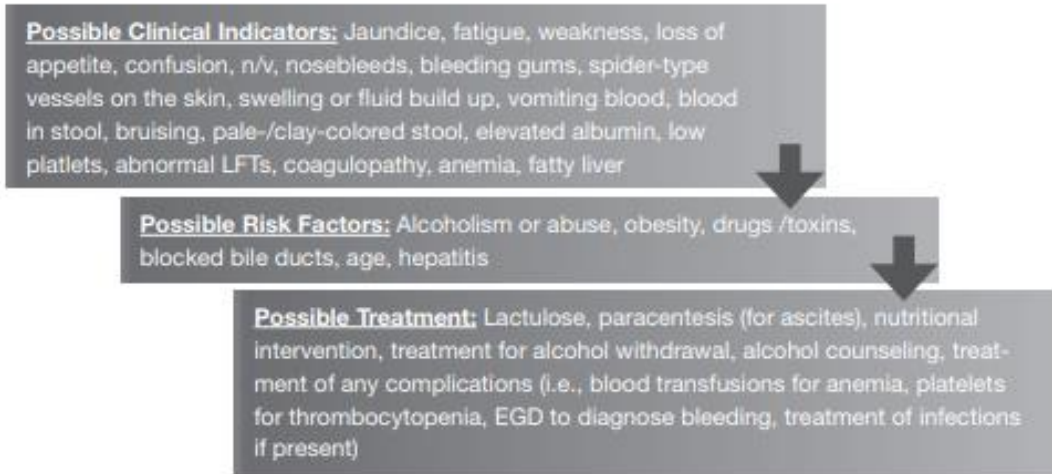 Possible Clinical Indicators: Jaundice, fatigue, weakness, loss of
appetite, confusion, n/v, nosebleeds, bleeding gums, spider-type
vessels on the skin, swelling or fluid build up, vomiting blood, blood
in stool, bruising, pale-/clay-colored stool, elevated albumin, low
platlets, abnormal LFTs, coagulopathy, anemia, fatty liver
Possible Risk Factors: Alcoholism or abuse, obesity, drugs /toxins,
blocked bile ducts, age, hepatitis
Possible Treatment: Lactulose, paracentesis (for ascites), nutritional
intervention, treatment for alcohol withdrawal, alcohol counseling, treat-
ment of any complications (i.e., blood transfusions for anemia, platelets
for thrombocytopenia, EGD to diagnose bleeding, treatment of infections
if present)